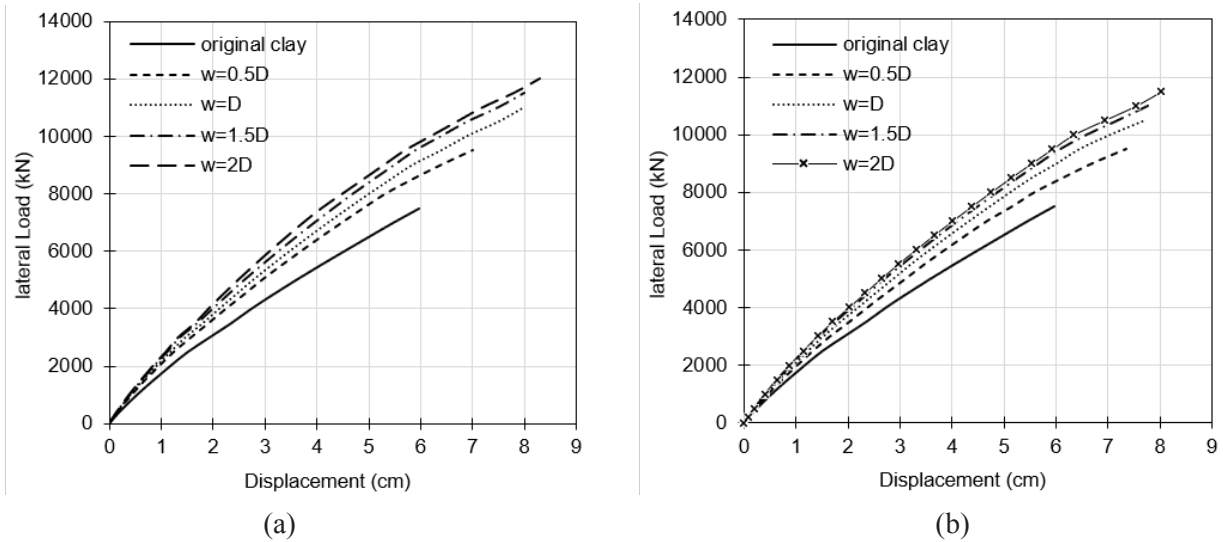 14000
12000
10000
8000
6000
4000
2000
0
lateral Load (kN)
original clay
w=0.5D
w=D
w=1.5D
w=2D
0 1 2 3 4 5 6 7 8 9
Displacement (cm)
(a)
14000
12000
10000
8000
6000
4000
2000
0
lateral Load (kN)
original clay
w=0.5D
w=D
w=1.5D
w=2D
0 1 2 3 4 5 6 7 8 9
Displacement (cm)
(b)